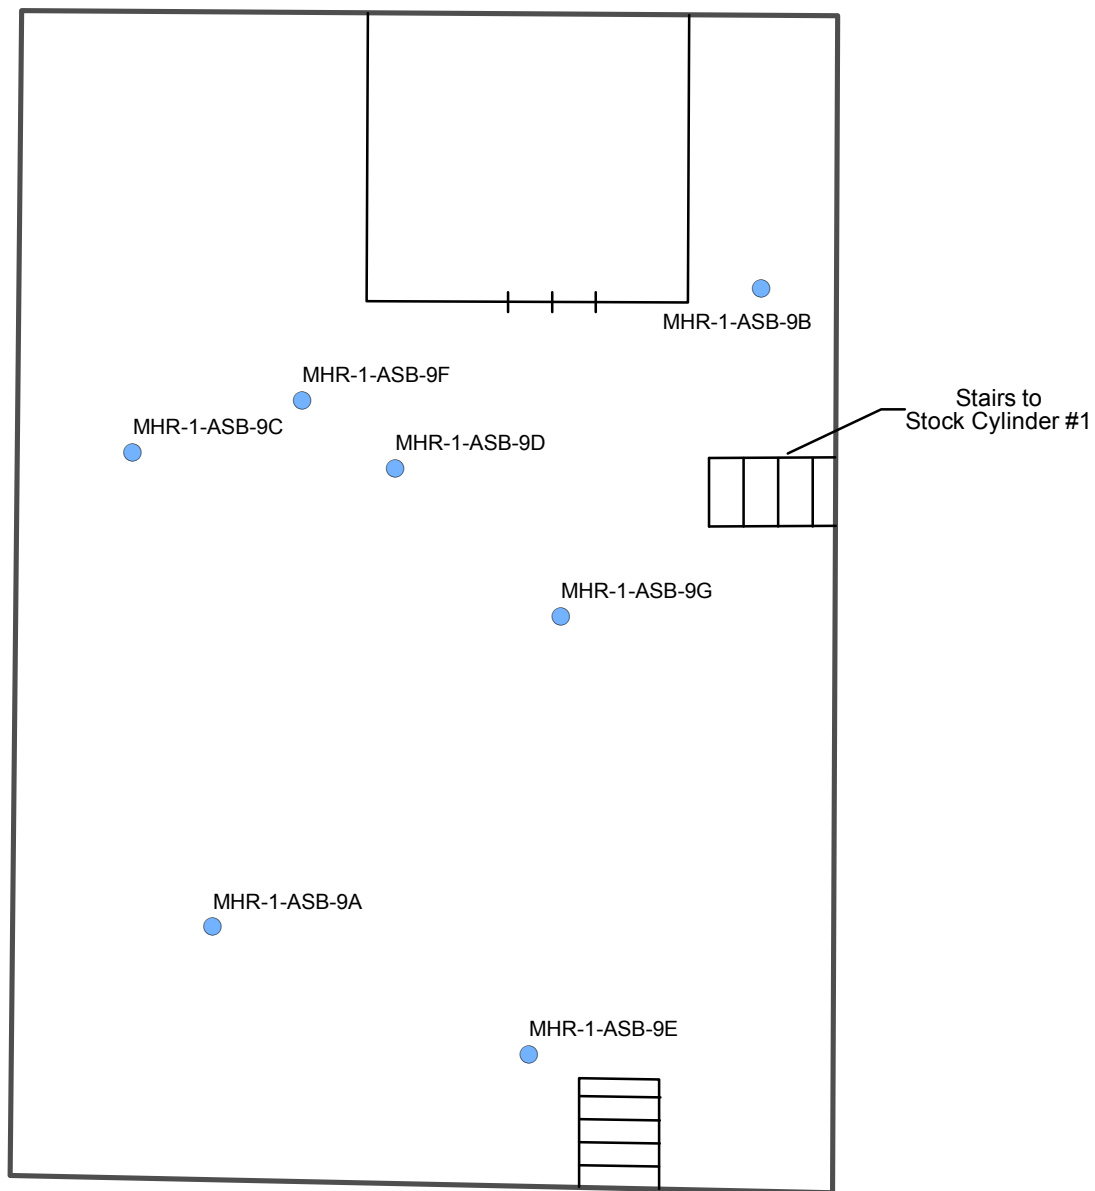 MHR-1-ASB-9B
MHR-1-ASB-9F
Stairs to
Stock Cylinder #1
MHR-1-ASB-9C
MHR-1-ASB-9D
MHR-1-ASB-9G
MHR-1-ASB-9A
MHR-1-ASB-9E